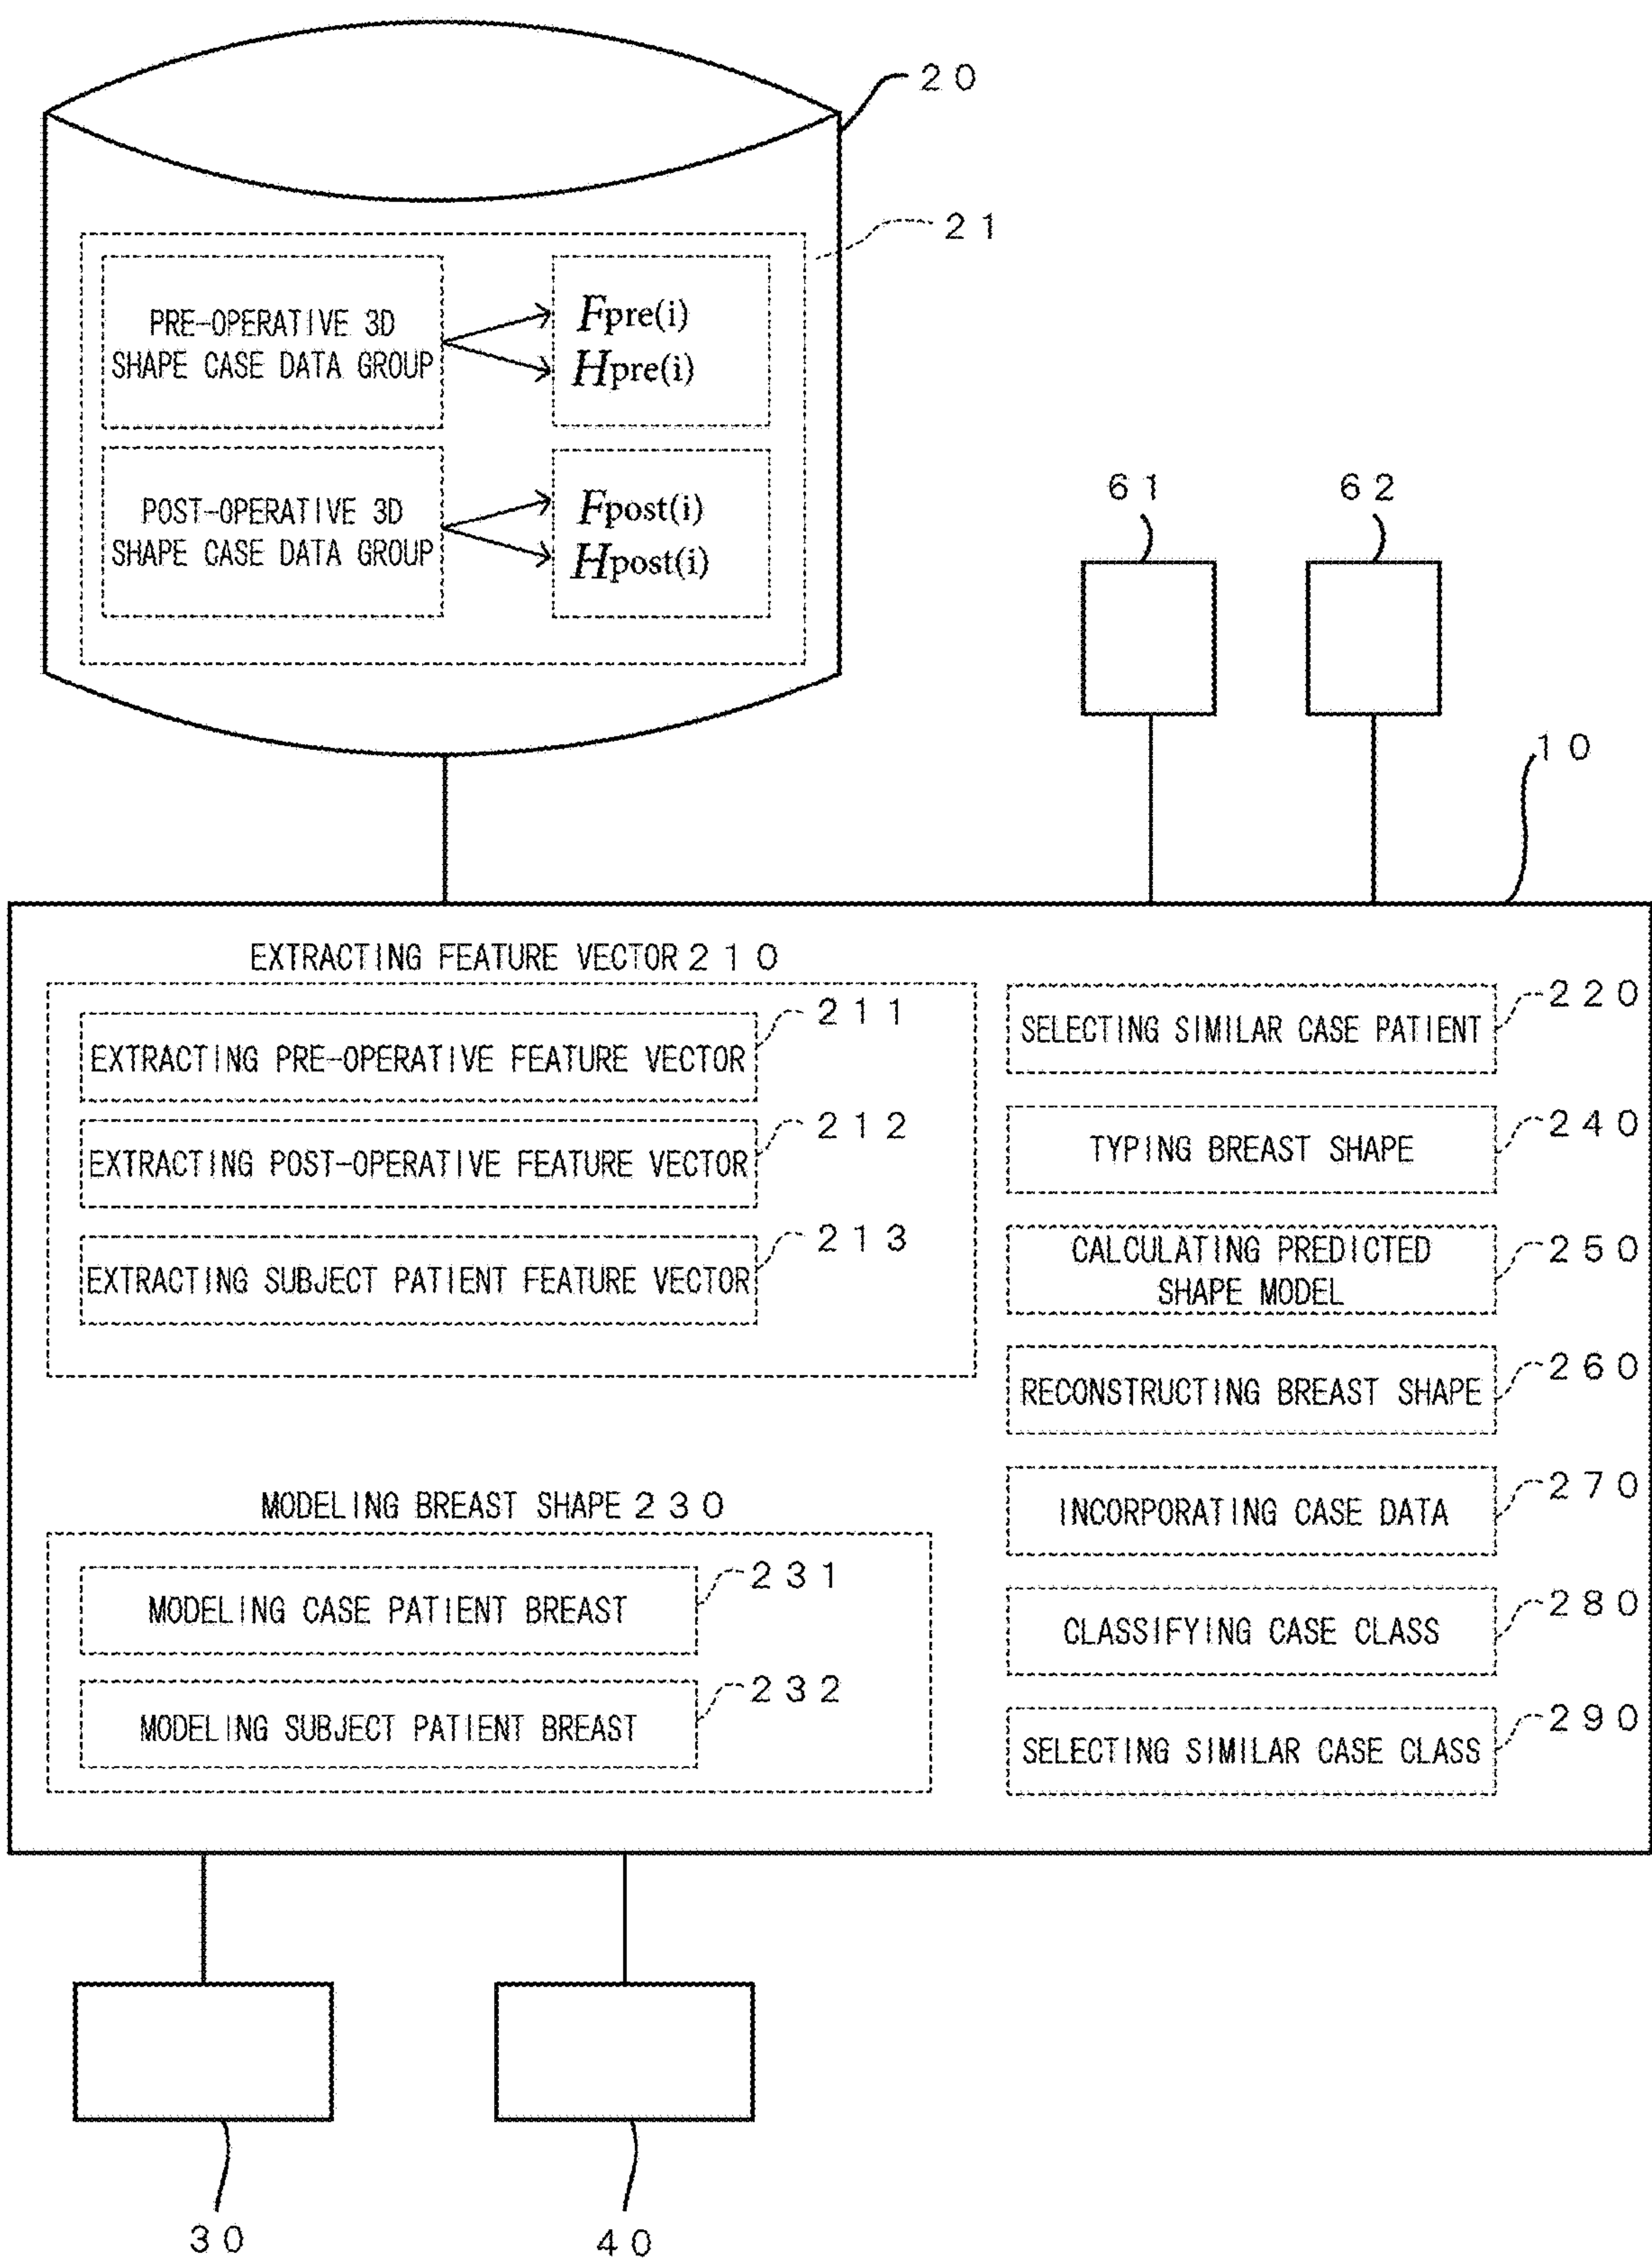 20
21
PRE-OPERATIVE 3D
SHAPE CASE DATA GROUP
Fpre(i)
Hpre(i)
POST-OPERATIVE 3D
SHAPE CASE DATA GROUP
Fpost(i)
Hpost(i)
61
62
10
EXTRACTING FEATURE VECTOR 210
211
EXTRACTING PRE-OPERATIVE FEATURE VECTOR
212
EXTRACTING POST-OPERATIVE FEATURE VECTOR
213
EXTRACTING SUBJECT PATIENT FEATURE VECTOR
MODELING BREAST SHAPE 230
231
MODELING CASE PATIENT BREAST
232
MODELING SUBJECT PATIENT BREAST
220
SELECTING SIMILAR CASE PATIENT
240
TYPING BREAST SHAPE
250
CALCULATING PREDICTED
SHAPE MODEL
260
RECONSTRUCTING BREAST SHAPE
270
INCORPORATING CASE DATA
280
CLASSIFYING CASE CLASS
290
SELECTING SIMILAR CASE CLASS
30
40